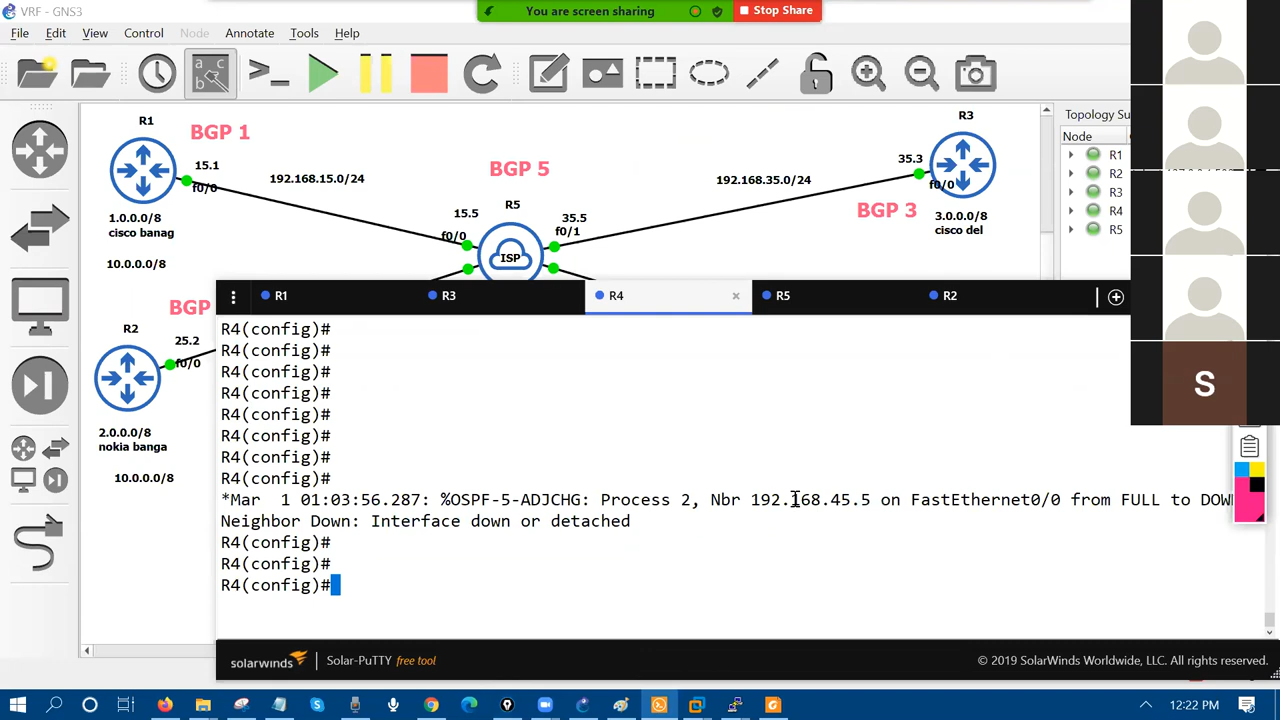 VRF - GNS3
You are screen sharing
Stop Share
File Edit View Control Node Annotate Tools Help
R1
BGP 1
15.1
f0/0
192.168.15.0/24
1.0.0.0/8
cisco banag
10.0.0.0/8
BGP 5
R5
15.5
f0/0
35.5
f0/1
ISP
192.168.35.0/24
R3
35.3
f0/0
BGP 3
3.0.0.0/8
cisco del
Topology Su
Node
R1
R2
R3
R4
R5
BGP
R2
25.2
f0/0
2.0.0.0/8
nokia banga
10.0.0.0/8
R1 R3 R4 × R5 R2
R4(config)#
R4(config)#
R4(config)#
R4(config)#
R4(config)#
R4(config)#
R4(config)#
R4(config)#
*Mar  1 01:03:56.287: %OSPF-5-ADJCHG: Process 2, Nbr 192.168.45.5 on FastEthernet0/0 from FULL to DOW
Neighbor Down: Interface down or detached
R4(config)#
R4(config)#
R4(config)#
S
solarwinds Solar-PuTTY free tool
© 2019 SolarWinds Worldwide, LLC. All rights reserved.
12:22 PM